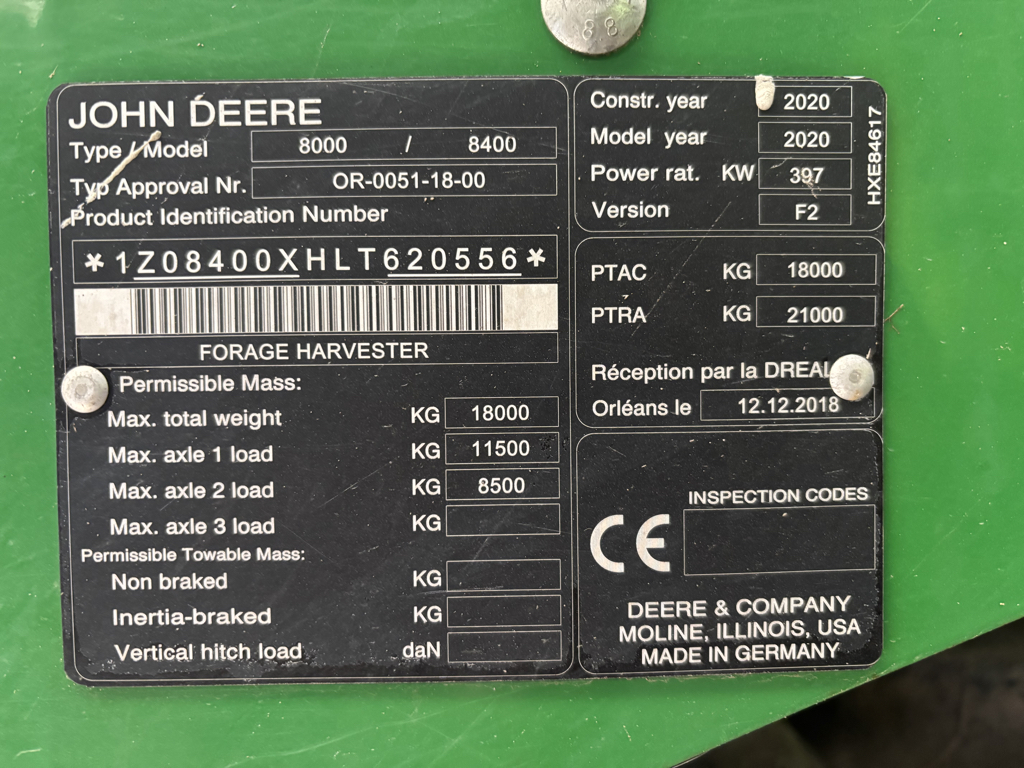 88
JOHN DEERE
Type / Model 8000 / 8400
Typ Approval Nr. OR-0051-18-00
Product Identification Number
*1Z08400XHLT620556*
FORAGE HARVESTER
Permissible Mass:
Max. total weight KG 18000
Max. axle 1 load KG 11500
Max. axle 2 load KG 8500
Max. axle 3 load KG
Permissible Towable Mass:
Non braked KG
Inertia-braked KG
Vertical hitch load daN
Constr. year 2020
Model year 2020
Power rat. KW 397
Version F2
HXE84617
PTAC KG 18000
PTRA KG 21000
Réception par la DREAL
Orléans le 12.12.2018
INSPECTION CODES
CE
DEERE & COMPANY
MOLINE, ILLINOIS, USA
MADE IN GERMANY